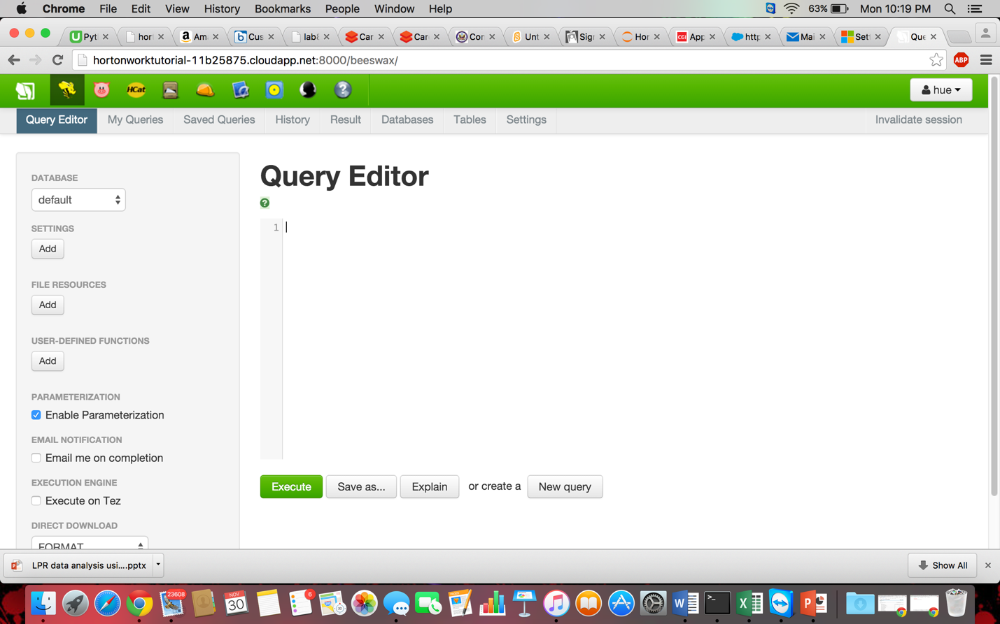 Chrome File Edit View History Bookmarks People Window Help 63% Mon 10:19 PM
Pyt hor a Am Cus lab8 Car Car Cor Unt Sign Hor CGI App http Mai Set Que
hortonworktutorial-11b25875.cloudapp.net:8000/beeswax/ ABP
HCat hue
Query Editor My Queries Saved Queries History Result Databases Tables Settings Invalidate session
DATABASE
default
SETTINGS
Add
FILE RESOURCES
Add
USER-DEFINED FUNCTIONS
Add
PARAMETERIZATION
Enable Parameterization
EMAIL NOTIFICATION
Email me on completion
EXECUTION ENGINE
Execute on Tez
DIRECT DOWNLOAD
FORMAT
Query Editor
?
1
Execute Save as... Explain or create a New query
LPR data analysis usi....pptx Show All
23608 NOV 30 6